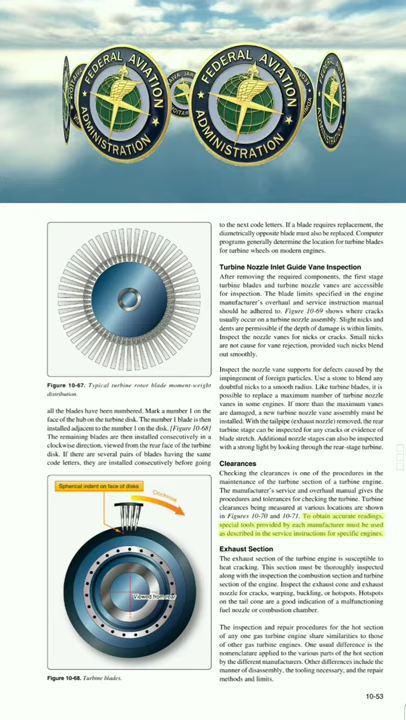 FEDERAL AVIATION
ADMINISTRATION
FEDERAL AVIATION
ADMINISTRATION
Figure 10-67. Typical turbine rotor blade moment-weight
distribution.
all the blades have been numbered. Mark a number 1 on the
face of the hub on the turbine disk. The number 1 blade is then
installed adjacent to the number 1 on the disk. [Figure 10-68]
The remaining blades are then installed consecutively in a
clockwise direction, viewed from the rear face of the turbine
disk. If there are several pairs of blades having the same
code letters, they are installed consecutively before going
Spherical indent on face of disks
Clockwise
Figure 10-68. Turbine blades.
to the next code letters. If a blade requires replacement, the
diametrically opposite blade must also be replaced. Computer
programs generally determine the location for turbine blades
for turbine wheels on modern engines.
Turbine Nozzle Inlet Guide Vane Inspection
After removing the required components, the first stage
turbine blades and turbine nozzle vanes are accessible
for inspection. The blade limits specified in the engine
manufacturer's overhaul and service instruction manual
should be adhered to. Figure 10-69 shows where cracks
usually occur on a turbine nozzle assembly. Slight nicks and
dents are permissible if the depth of damage is within limits.
Inspect the nozzle vanes for nicks or cracks. Small nicks
are not cause for vane rejection, provided such nicks blend
out smoothly.
Inspect the nozzle vane supports for defects caused by the
impingement of foreign particles. Use a stone to blend any
doubtful nicks to a smooth radius. Like turbine blades, it is
possible to replace a maximum number of turbine nozzle
vanes in some engines. If more than the maximum vanes
are damaged, a new turbine nozzle vane assembly must be
installed. With the tailpipe (exhaust nozzle) removed, the rear
turbine stage can be inspected for any cracks or evidence of
blade stretch. Additional nozzle stages can also be inspected
with a strong light by looking through the rear-stage turbine.
Clearances
Checking the clearances is one of the procedures in the
maintenance of the turbine section of a turbine engine.
The manufacturer's service and overhaul manual gives the
procedures and tolerances for checking the turbine. Turbine
clearances being measured at various locations are shown
in Figures 10-70 and 10-71. To obtain accurate readings,
special tools provided by each manufacturer must be used
as described in the service instructions for specific engines.
Exhaust Section
The exhaust section of the turbine engine is susceptible to
heat cracking. This section must be thoroughly inspected
along with the inspection the combustion section and turbine
section of the engine. Inspect the exhaust cone and exhaust
nozzle for cracks, warping, buckling, or hotspots. Hotspots
on the tail cone are a good indication of a malfunctioning
fuel nozzle or combustion chamber.
The inspection and repair procedures for the hot section
of any one gas turbine engine share similarities to those
of other gas turbine engines. One usual difference is the
nomenclature applied to the various parts of the hot section
by the different manufacturers. Other differences include the
manner of disassembly, the tooling necessary, and the repair
methods and limits.
10-53